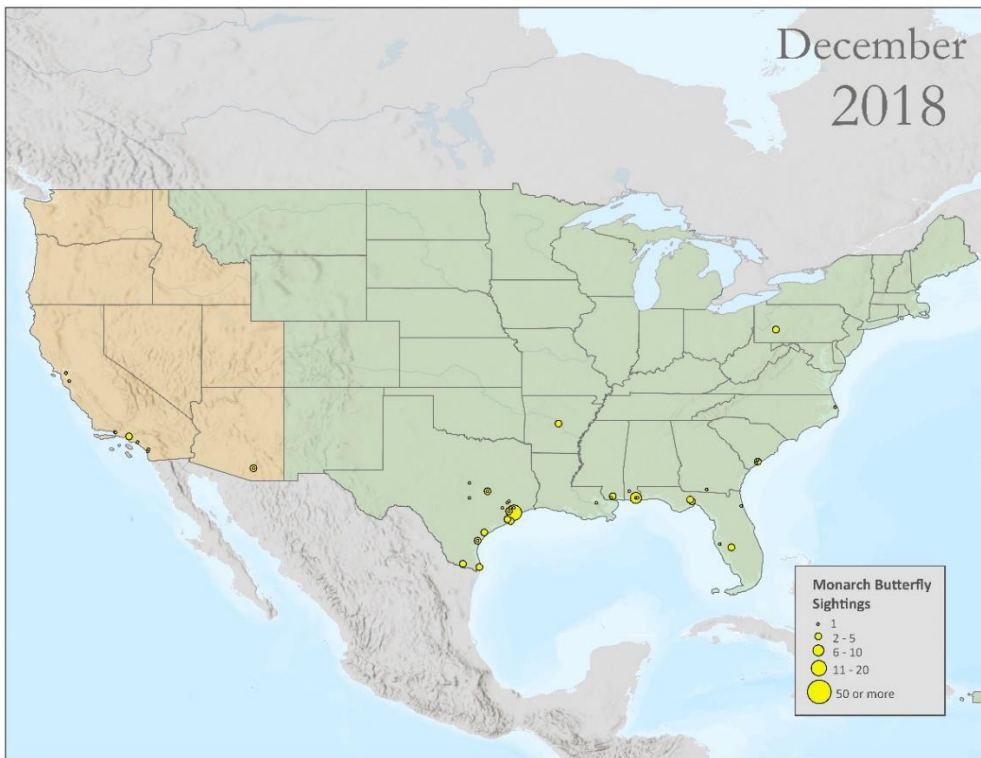 December
2018
Monarch Butterfly
Sightings
1
2 - 5
6 - 10
11 - 20
50 or more